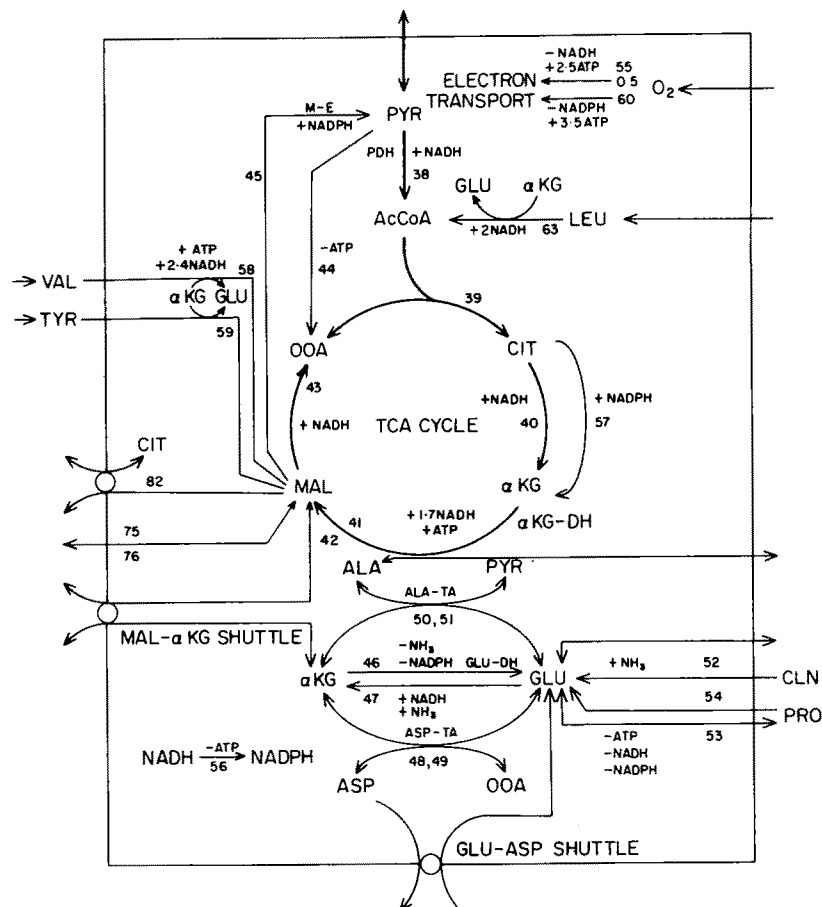 - NADH
+ 2·5ATP 55
ELECTRON 0 5 O₂
TRANSPORT 60
- NADPH
+ 3·5ATP
M-E
+NADPH
PYR
PDH +NADH
38
45
GLU αKG
AcCoA
LEU
+2NADH 63
-ATP
44
+ ATP
+2·4NADH 58
VAL
αKG GLU
TYR
59
39
OOA
CIT
43
+NADH
40
+ NADPH
57
+ NADH
TCA CYCLE
CIT
82
MAL
αKG
αKG-DH
+1·7NADH
+ATP
41
42
75
76
ALA
PYR
ALA-TA
50, 51
MAL-αKG SHUTTLE
-NH₃
-NADPH GLU-DH
46
αKG
GLU
47
+ NADH
+ NH₃
+ NH₃ 52
CLN
54
PRO
53
-ATP
-NADH
-NADPH
ASP-TA
48,49
NADH -ATP NADPH
56
ASP
OOA
GLU-ASP SHUTTLE